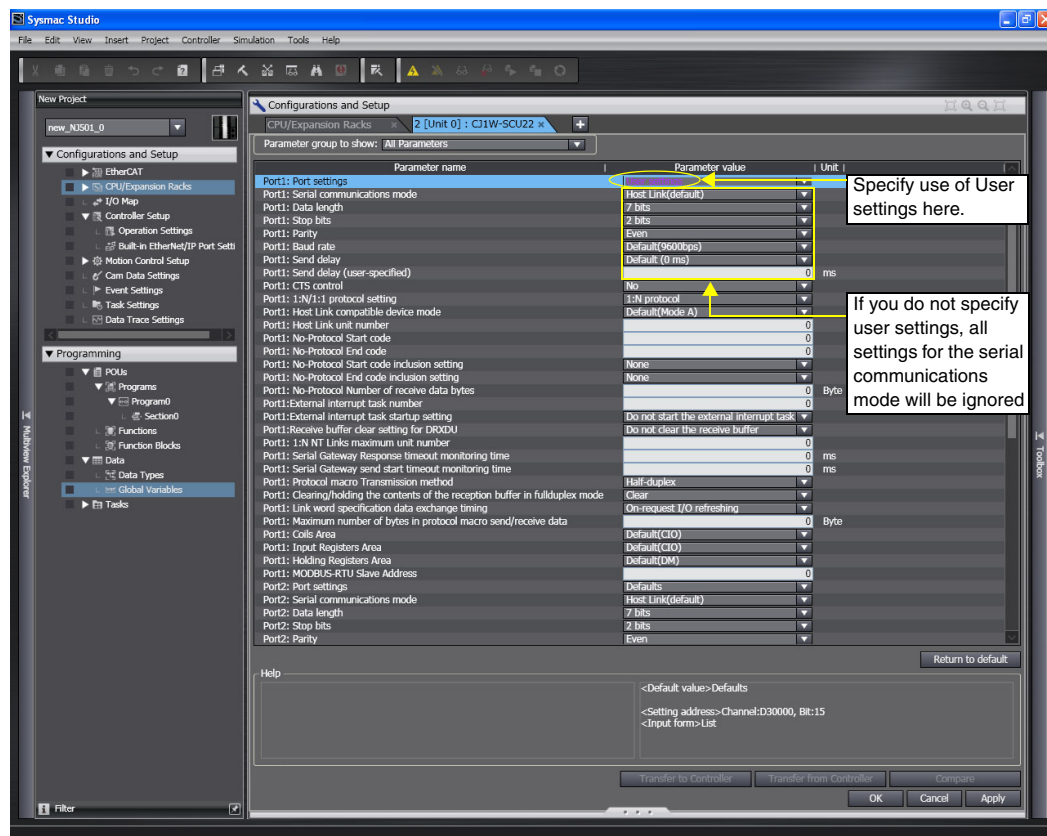 Sysmac Studio
File Edit View Insert Project Controller Simulation Tools Help
New Project
new_NJ501_0
Configurations and Setup
EtherCAT
CPU/Expansion Racks
I/O Map
Controller Setup
Operation Settings
Built-in EtherNet/IP Port Setti
Motion Control Setup
Cam Data Settings
Event Settings
Task Settings
Data Trace Settings
Programming
POUs
Programs
Program0
Section0
Functions
Function Blocks
Data
Data Types
Global Variables
Tasks
Filter
Multiview Explorer
Configurations and Setup
CPU/Expansion Racks 2 [Unit 0] : CJ1W-SCU22
Parameter group to show: All Parameters
Parameter name Parameter value Unit
Port1: Port settings
Port1: Serial communications mode Host Link(default)
Port1: Data length 7 bits
Port1: Stop bits 2 bits
Port1: Parity Even
Port1: Baud rate Default(9600bps)
Port1: Send delay Default (0 ms)
Port1: Send delay (user-specified) 0 ms
Port1: CTS control No
Port1: 1:N/1:1 protocol setting 1:N protocol
Port1: Host Link compatible device mode Default(Mode A)
Port1: Host Link unit number 0
Port1: No-Protocol Start code 0
Port1: No-Protocol End code 0
Port1: No-Protocol Start code inclusion setting None
Port1: No-Protocol End code inclusion setting None
Port1: No-Protocol Number of receive data bytes 0 Byte
Port1:External interrupt task number 0
Port1:External interrupt task startup setting Do not start the external interrupt task
Port1:Receive buffer clear setting for DRXDU Do not clear the receive buffer
Port1: 1:N NT Links maximum unit number 0
Port1: Serial Gateway Response timeout monitoring time 0 ms
Port1: Serial Gateway send start timeout monitoring time 0 ms
Port1: Protocol macro Transmission method Half-duplex
Port1: Clearing/holding the contents of the reception buffer in fullduplex mode Clear
Port1: Link word specification data exchange timing On-request I/O refreshing
Port1: Maximum number of bytes in protocol macro send/receive data 0 Byte
Port1: Coils Area Default(CIO)
Port1: Input Registers Area Default(CIO)
Port1: Holding Registers Area Default(DM)
Port1: MODBUS-RTU Slave Address 0
Port2: Port settings Defaults
Port2: Serial communications mode Host Link(default)
Port2: Data length 7 bits
Port2: Stop bits 2 bits
Port2: Parity Even
Specify use of User
settings here.
If you do not specify
user settings, all
settings for the serial
communications
mode will be ignored
Return to default
Help
<Default value>Defaults
<Setting address>Channel:D30000, Bit:15
<Input form>List
Transfer to Controller Transfer from Controller Compare
OK Cancel Apply
Toolbox